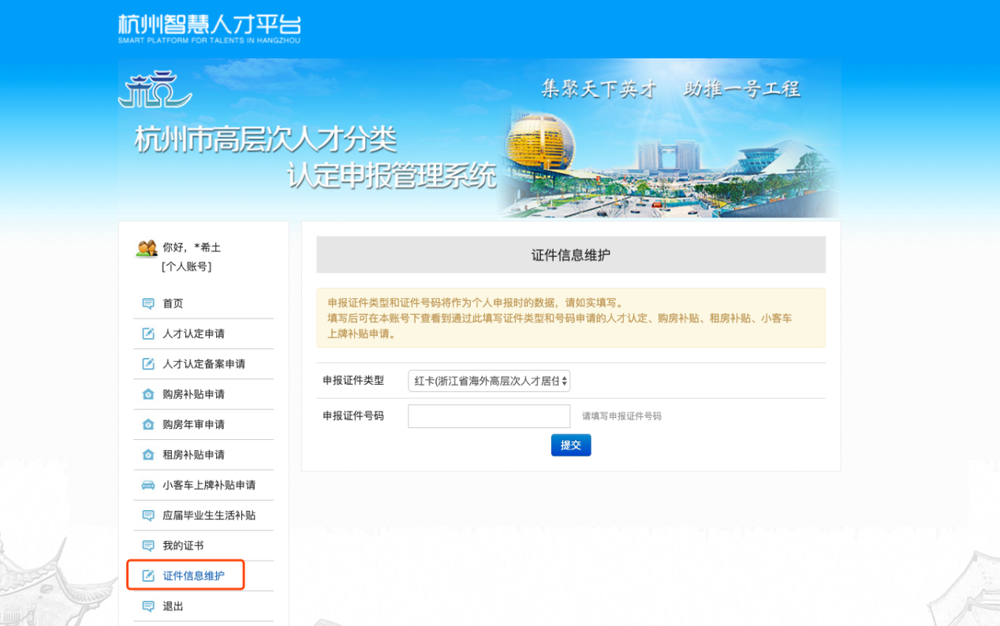 杭州智慧人才平台
SMART PLATFORM FOR TALENTS IN HANGZHOU
集聚天下英才 助推一号工程
杭州市高层次人才分类
认定申报管理系统
你好，*希土
[个人账号]
首页
人才认定申请
人才认定备案申请
购房补贴申请
购房年审申请
租房补贴申请
小客车上牌补贴申请
应届毕业生生活补贴
我的证书
证件信息维护
退出
证件信息维护
申报证件类型和证件号码将作为个人申报时的数据，请如实填写。
填写后可在本账号下查看到通过此填写证件类型和号码申请的人才认定、购房补贴、租房补贴、小客车
上牌补贴申请。
申报证件类型 红卡(浙江省海外高层次人才居住
申报证件号码 请填写申报证件号码
提交